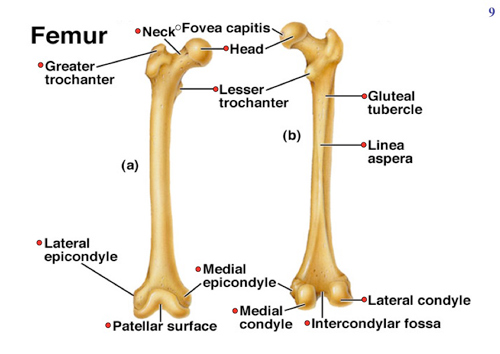 9
Femur
Neck
Fovea capitis
Head
Greater
trochanter
Lesser
trochanter
Gluteal
tubercle
(b)
Linea
aspera
(a)
Lateral
epicondyle
Medial
epicondyle
Lateral condyle
Medial
condyle
Intercondylar fossa
Patellar surface